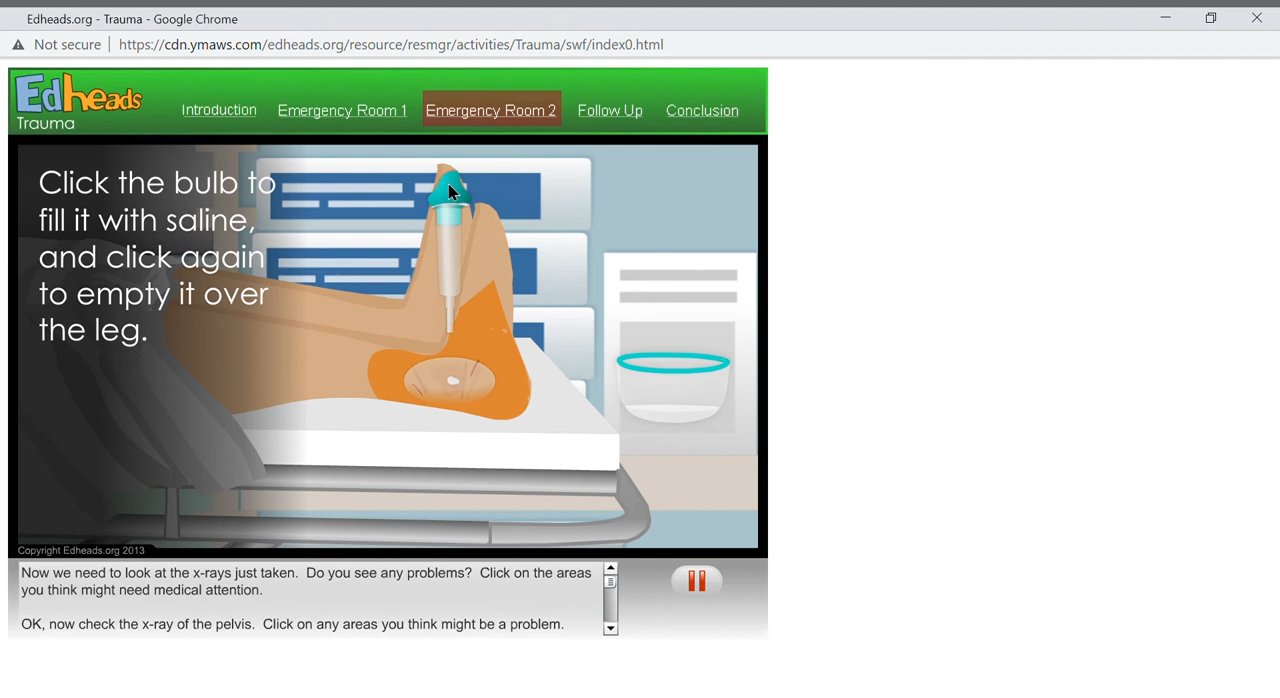 Edheads.org - Trauma - Google Chrome
Not secure | https://cdn.ymaws.com/edheads.org/resource/resmgr/activities/Trauma/swf/index0.html
Edheads
Trauma
Introduction Emergency Room 1 Emergency Room 2 Follow Up Conclusion
Click the bulb to
fill it with saline,
and click again
to empty it over
the leg.
Copyright Edheads.org 2013
Now we need to look at the x-rays just taken. Do you see any problems? Click on the areas
you think might need medical attention.
OK, now check the x-ray of the pelvis. Click on any areas you think might be a problem.